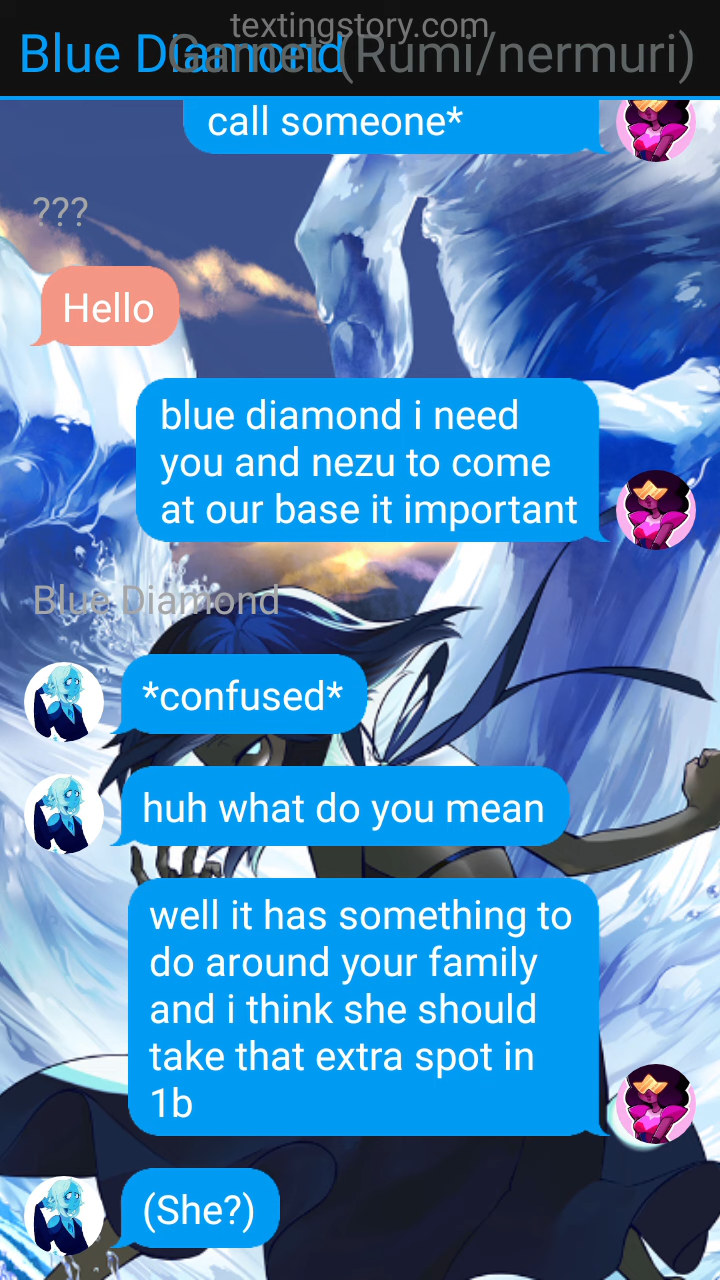 textingstory.com
Blue Diamond
Garnet (Rumi/nermuri)
call someone*
???
Hello
blue diamond i need
you and nezu to come
at our base it important
Blue Diamond
*confused*
huh what do you mean
well it has something to
do around your family
and i think she should
take that extra spot in
1b
(She?)